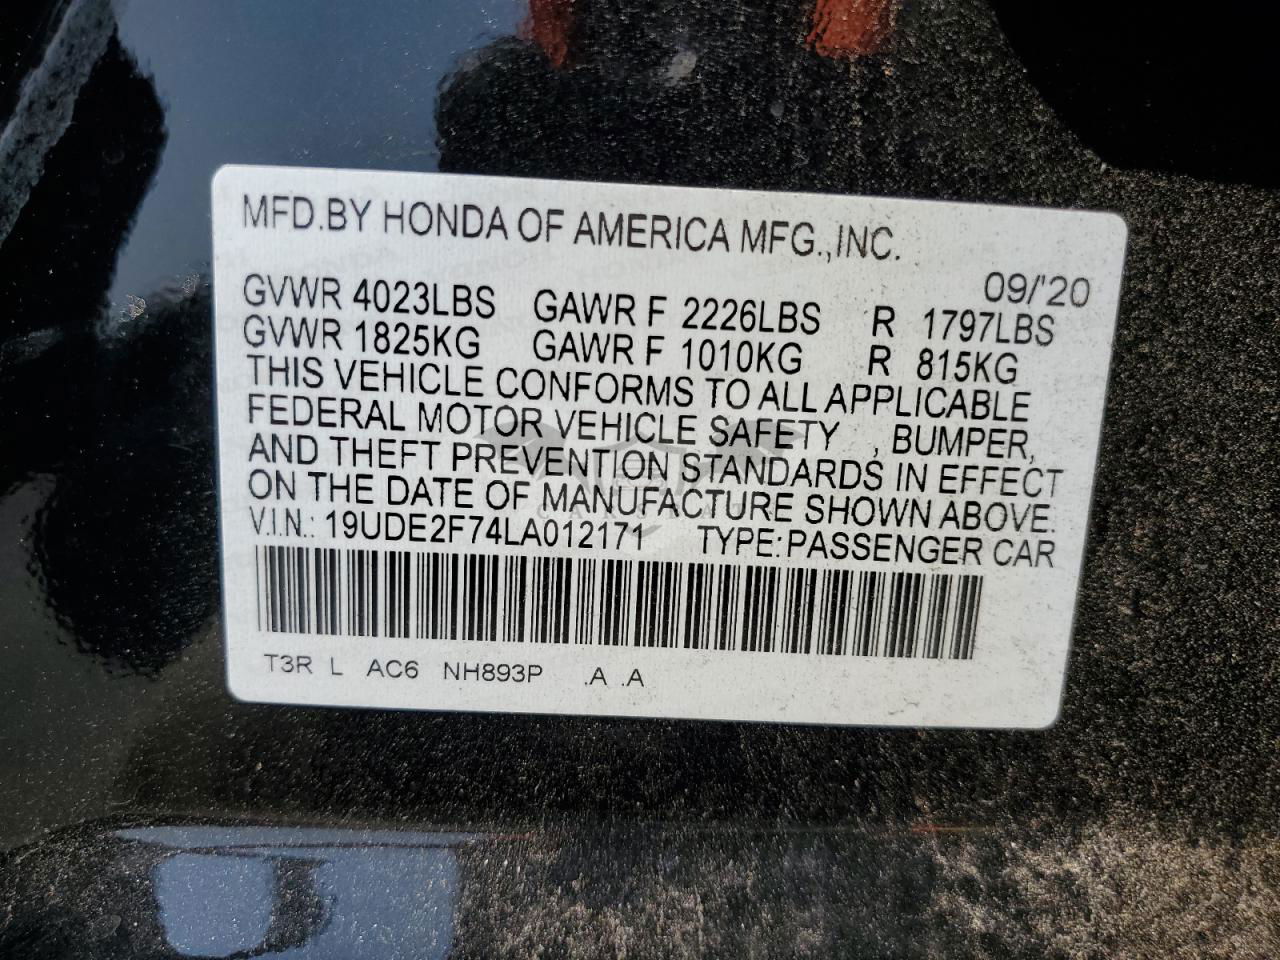 MFD.BY HONDA OF AMERICA MFG.,INC.
09/'20
GVWR 4023LBS GAWR F 2226LBS R 1797LBS
GVWR 1825KG GAWR F 1010KG R 815KG
THIS VEHICLE CONFORMS TO ALL APPLICABLE
FEDERAL MOTOR VEHICLE SAFETY , BUMPER,
AND THEFT PREVENTION STANDARDS IN EFFECT
ON THE DATE OF MANUFACTURE SHOWN ABOVE.
V.I.N.: 19UDE2F74LA012171 TYPE:PASSENGER CAR
T3R L AC6 NH893P .A .A